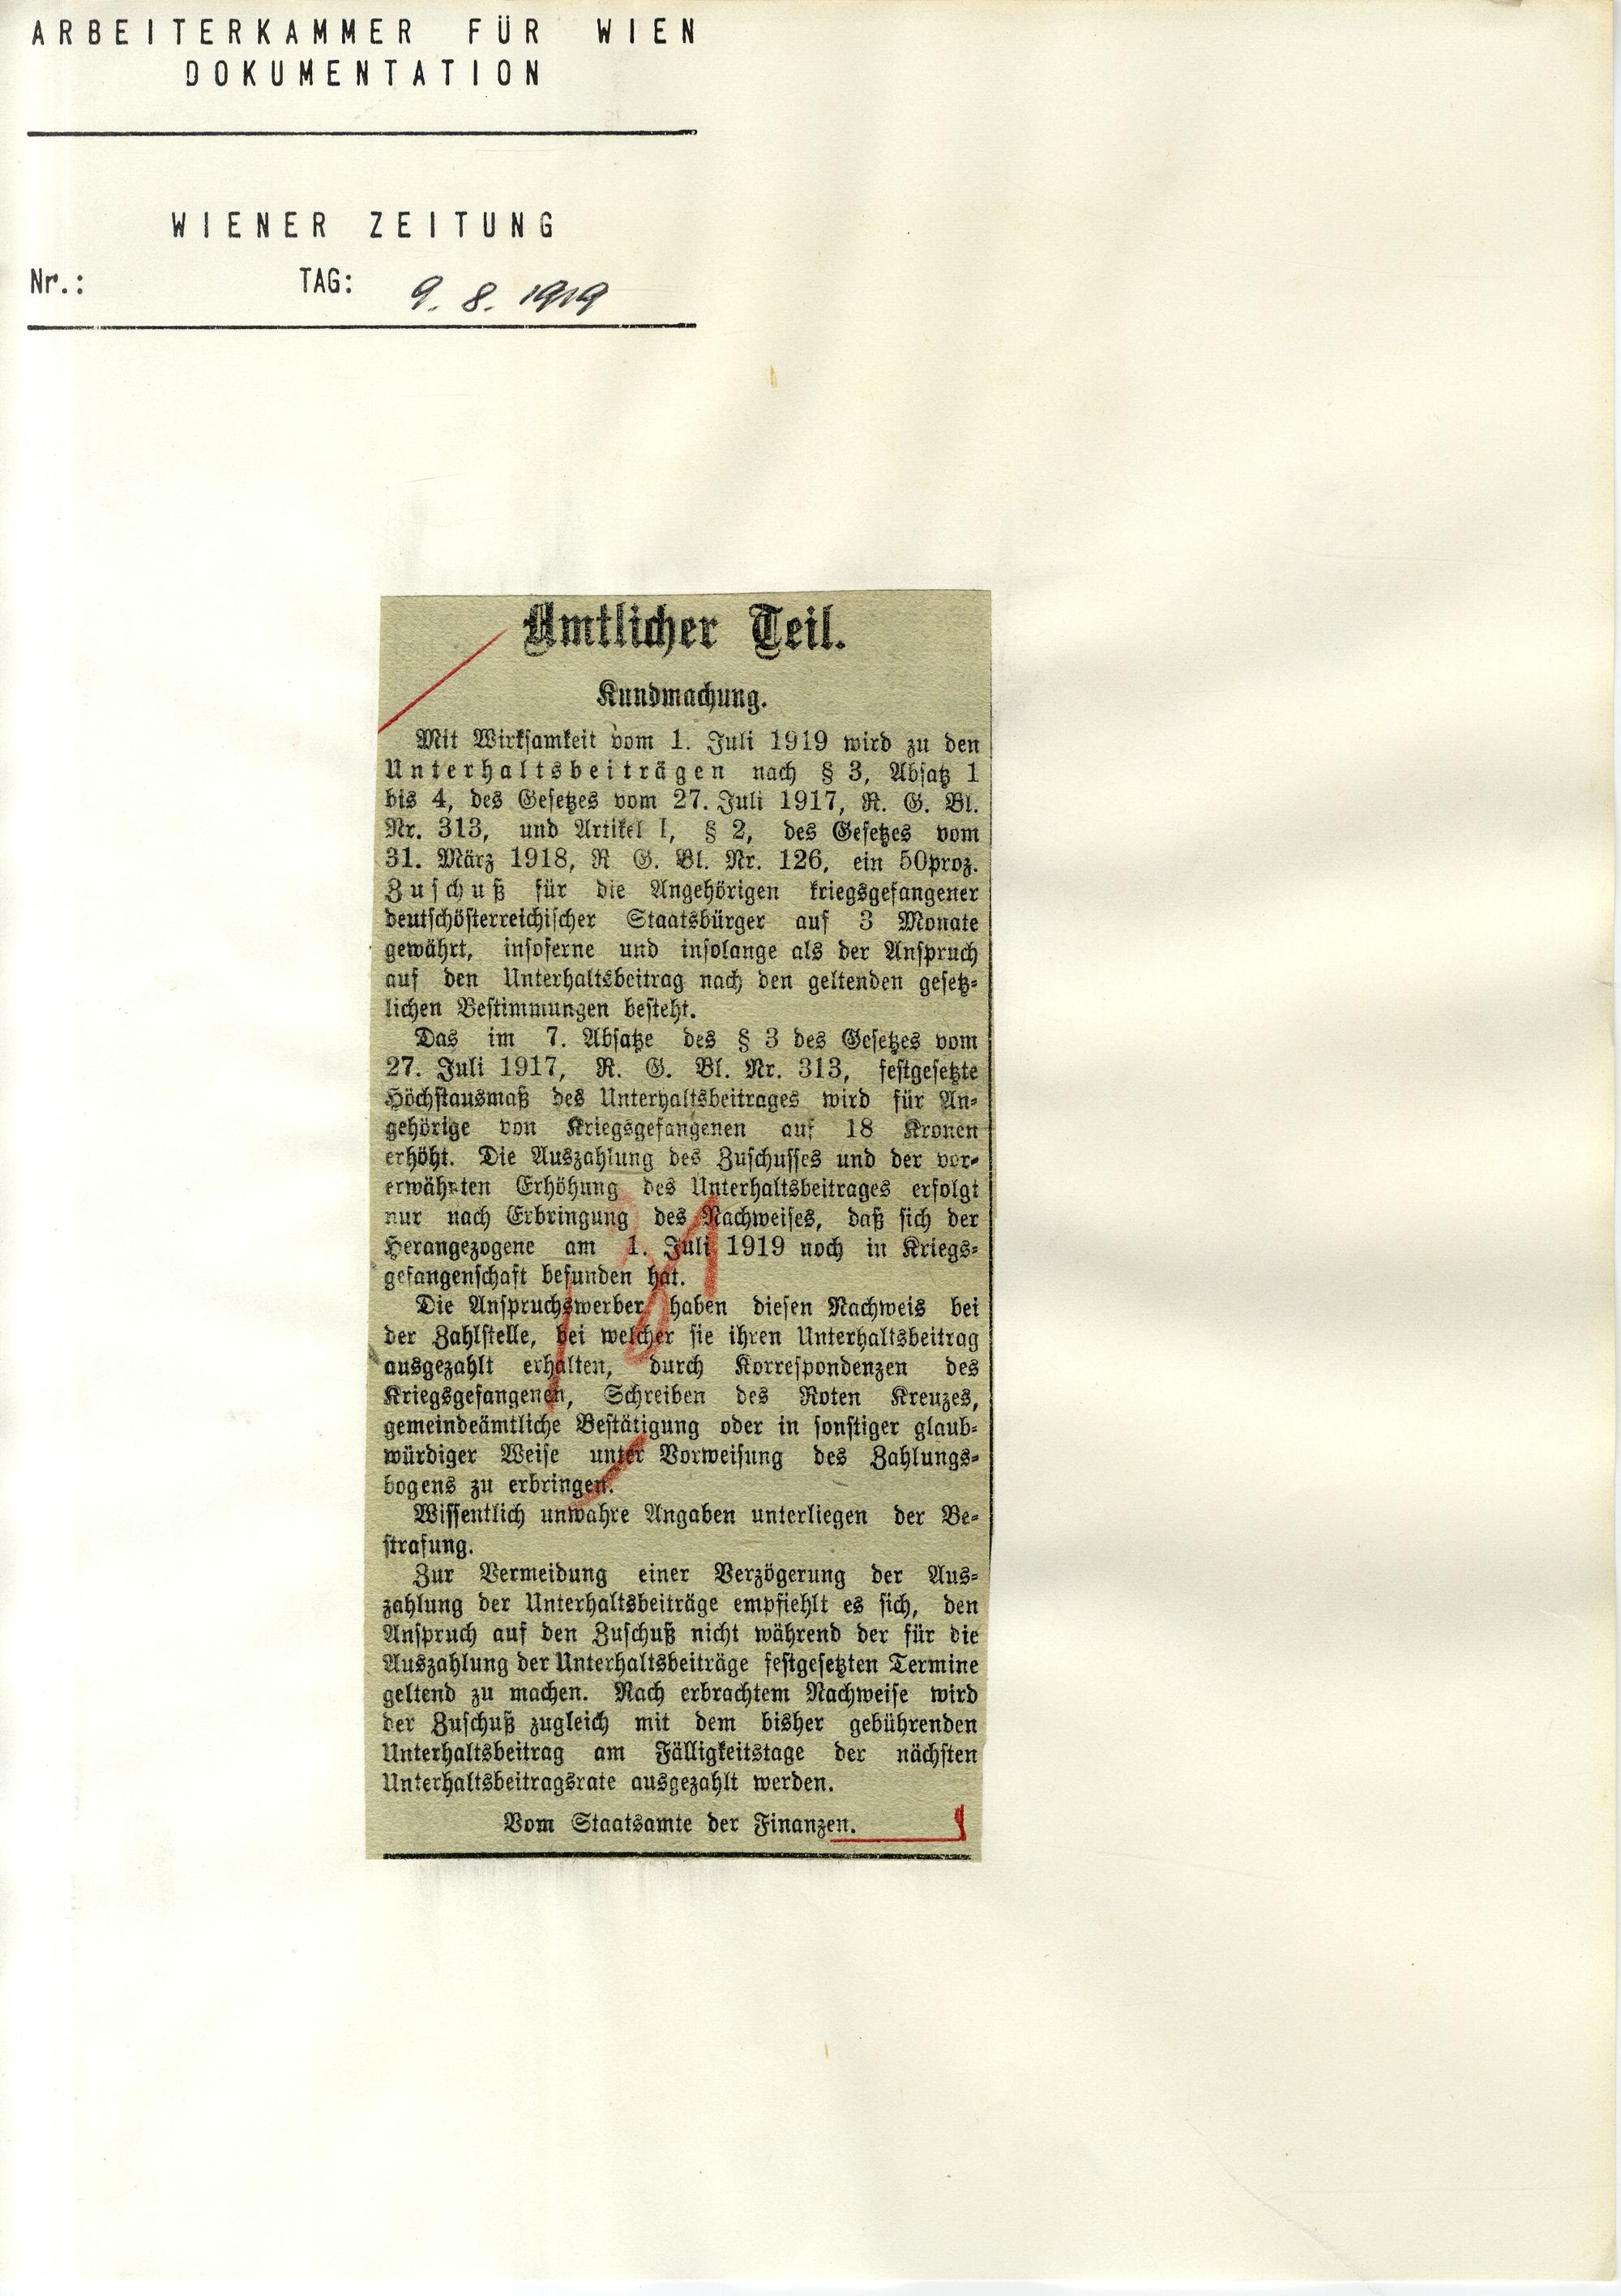 ARBEITERKAMMER FÜR WIEN
DOKUMENTATION
WIENER ZEITUNG
Nr.: TAG: 9. 8. 1919
Amtlicher Teil.
Kundmachung.
Mit Wirksamkeit vom 1. Juli 1919 wird zu den
Unterhaltsbeiträgen nach § 3, Absatz 1
bis 4, des Gesetzes vom 27. Juli 1917, R. G. Bl.
Nr. 313, und Artikel I, § 2, des Gesetzes vom
31. März 1918, R. G. Bl. Nr. 126, ein 50proz.
Zuschuß für die Angehörigen kriegsgefangener
deutschösterreichischer Staatsbürger auf 3 Monate
gewährt, insoferne und insolange als der Anspruch
auf den Unterhaltsbeitrag nach den geltenden gesetz-
lichen Bestimmungen besteht.
Das im 7. Absatze des § 3 des Gesetzes vom
27. Juli 1917, R. G. Bl. Nr. 313, festgesetzte
Höchstausmaß des Unterhaltsbeitrages wird für An-
gehörige von Kriegsgefangenen auf 18 Kronen
erhöht. Die Auszahlung des Zuschusses und der vor-
erwähnten Erhöhung des Unterhaltsbeitrages erfolgt
nur nach Erbringung des Nachweises, daß sich der
Herangezogene am 1. Juli 1919 noch in Kriegs-
gefangenschaft befunden hat.
Die Anspruchswerber haben diesen Nachweis bei
der Zahlstelle, bei welcher sie ihren Unterhaltsbeitrag
ausgezahlt erhalten, durch Korrespondenzen des
Kriegsgefangenen, Schreiben des Roten Kreuzes,
gemeindeämtliche Bestätigung oder in sonstiger glaub-
würdiger Weise unter Vorweisung des Zahlungs-
bogens zu erbringen.
Wissentlich unwahre Angaben unterliegen der Be-
strafung.
Zur Vermeidung einer Verzögerung der Aus-
zahlung der Unterhaltsbeiträge empfiehlt es sich, den
Anspruch auf den Zuschuß nicht während der für die
Auszahlung der Unterhaltsbeiträge festgesetzten Termine
geltend zu machen. Nach erbrachtem Nachweise wird
der Zuschuß zugleich mit dem bisher gebührenden
Unterhaltsbeitrag am Fälligkeitstage der nächsten
Unterhaltsbeitragsrate ausgezahlt werden.
Vom Staatsamte der Finanzen.